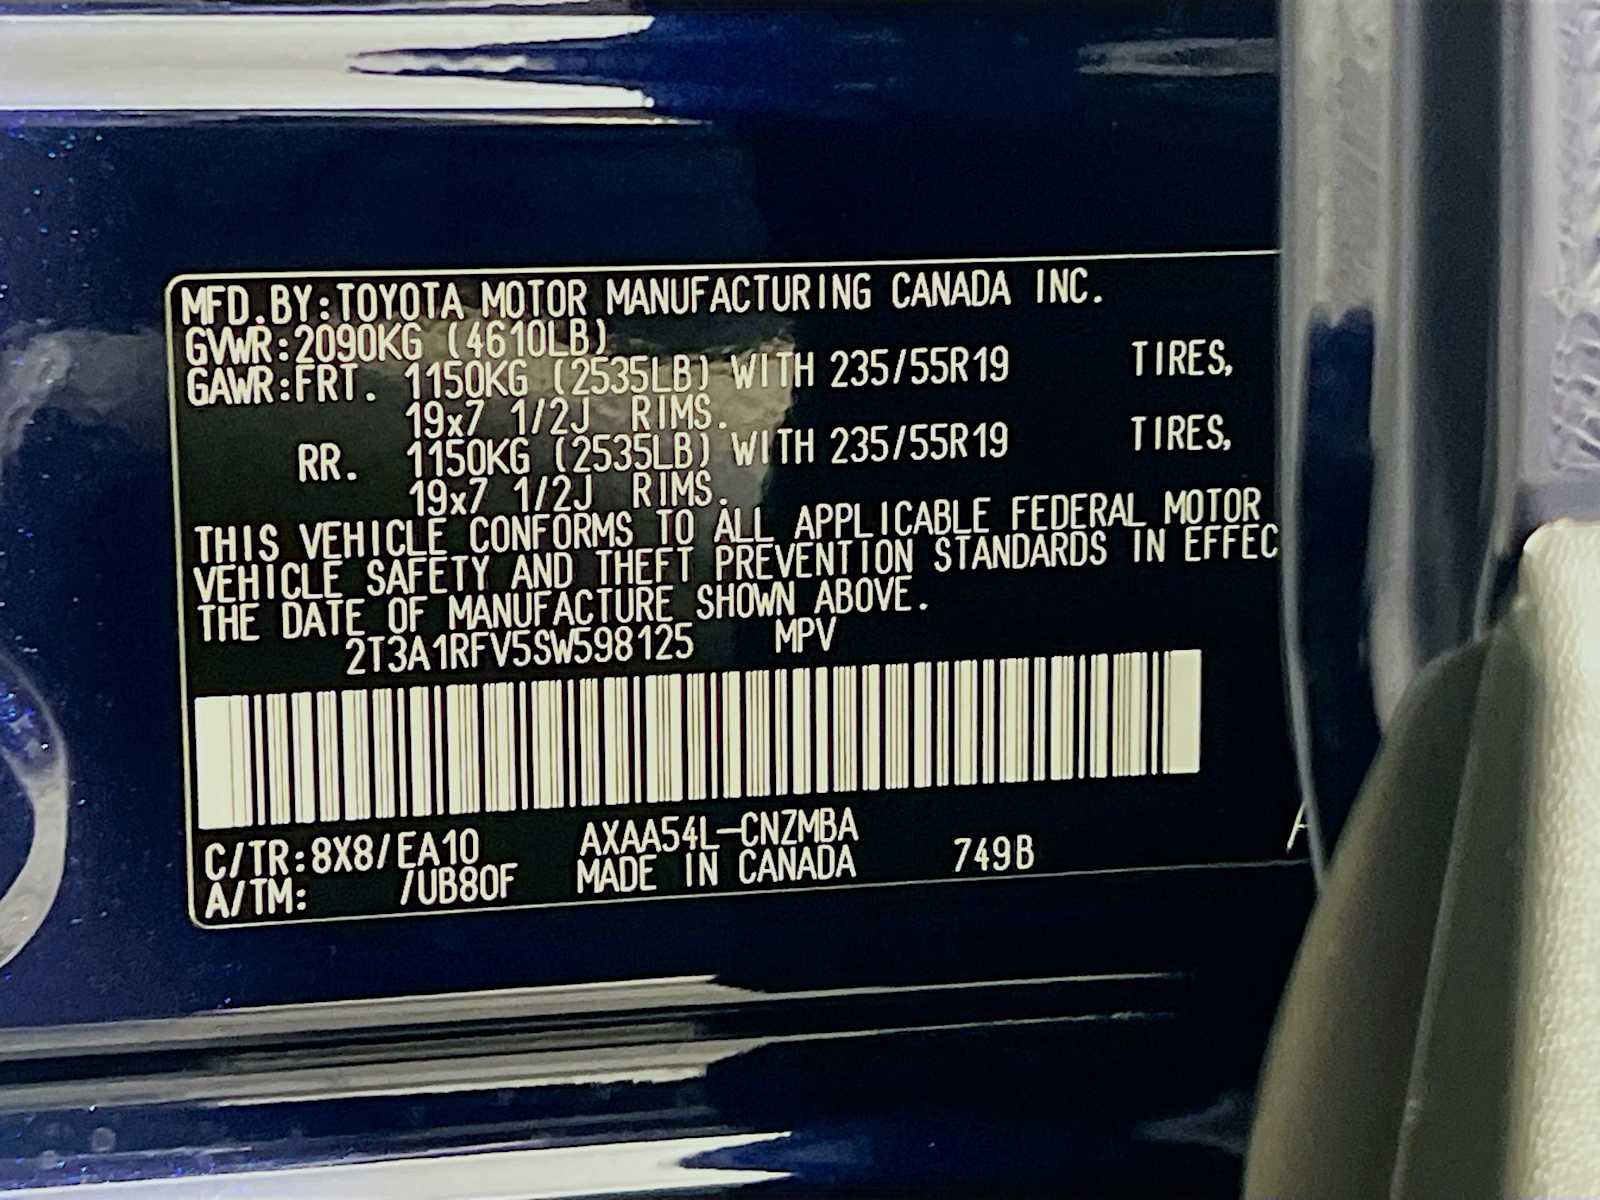 MFD.BY:TOYOTA MOTOR MANUFACTURING CANADA INC.
GVWR:2090KG (4610LB)
GAWR:FRT. 1150KG (2535LB) WITH 235/55R19 TIRES,
19x7 1/2J RIMS.
RR. 1150KG (2535LB) WITH 235/55R19 TIRES,
19x7 1/2J RIMS.
THIS VEHICLE CONFORMS TO ALL APPLICABLE FEDERAL MOTOR
VEHICLE SAFETY AND THEFT PREVENTION STANDARDS IN EFFEC
THE DATE OF MANUFACTURE SHOWN ABOVE.
2T3A1RFV5SW598125 MPV
C/TR:8X8/EA10 AXAA54L-CNZMBA
A/TM: /UB80F MADE IN CANADA 749B